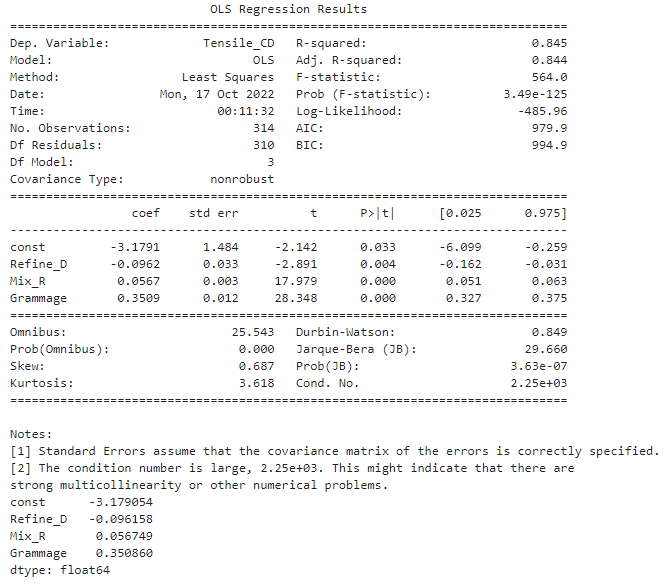 OLS Regression Results
==============================================================================
Dep. Variable:             Tensile_CD   R-squared:                       0.845
Model:                            OLS   Adj. R-squared:                  0.844
Method:                 Least Squares   F-statistic:                     564.0
Date:                Mon, 17 Oct 2022   Prob (F-statistic):          3.49e-125
Time:                        00:11:32   Log-Likelihood:                -485.96
No. Observations:                 314   AIC:                             979.9
Df Residuals:                     310   BIC:                             994.9
Df Model:                           3
Covariance Type:            nonrobust
==============================================================================
                 coef    std err          t      P>|t|      [0.025      0.975]
------------------------------------------------------------------------------
const         -3.1791      1.484     -2.142      0.033      -6.099      -0.259
Refine_D      -0.0962      0.033     -2.891      0.004      -0.162      -0.031
Mix_R          0.0567      0.003     17.979      0.000       0.051       0.063
Grammage       0.3509      0.012     28.348      0.000       0.327       0.375
==============================================================================
Omnibus:                       25.543   Durbin-Watson:                   0.849
Prob(Omnibus):                  0.000   Jarque-Bera (JB):               29.660
Skew:                           0.687   Prob(JB):                     3.63e-07
Kurtosis:                       3.618   Cond. No.                     2.25e+03
==============================================================================

Notes:
[1] Standard Errors assume that the covariance matrix of the errors is correctly specified.
[2] The condition number is large, 2.25e+03. This might indicate that there are
strong multicollinearity or other numerical problems.
const      -3.179054
Refine_D   -0.096158
Mix_R       0.056749
Grammage    0.350860
dtype: float64